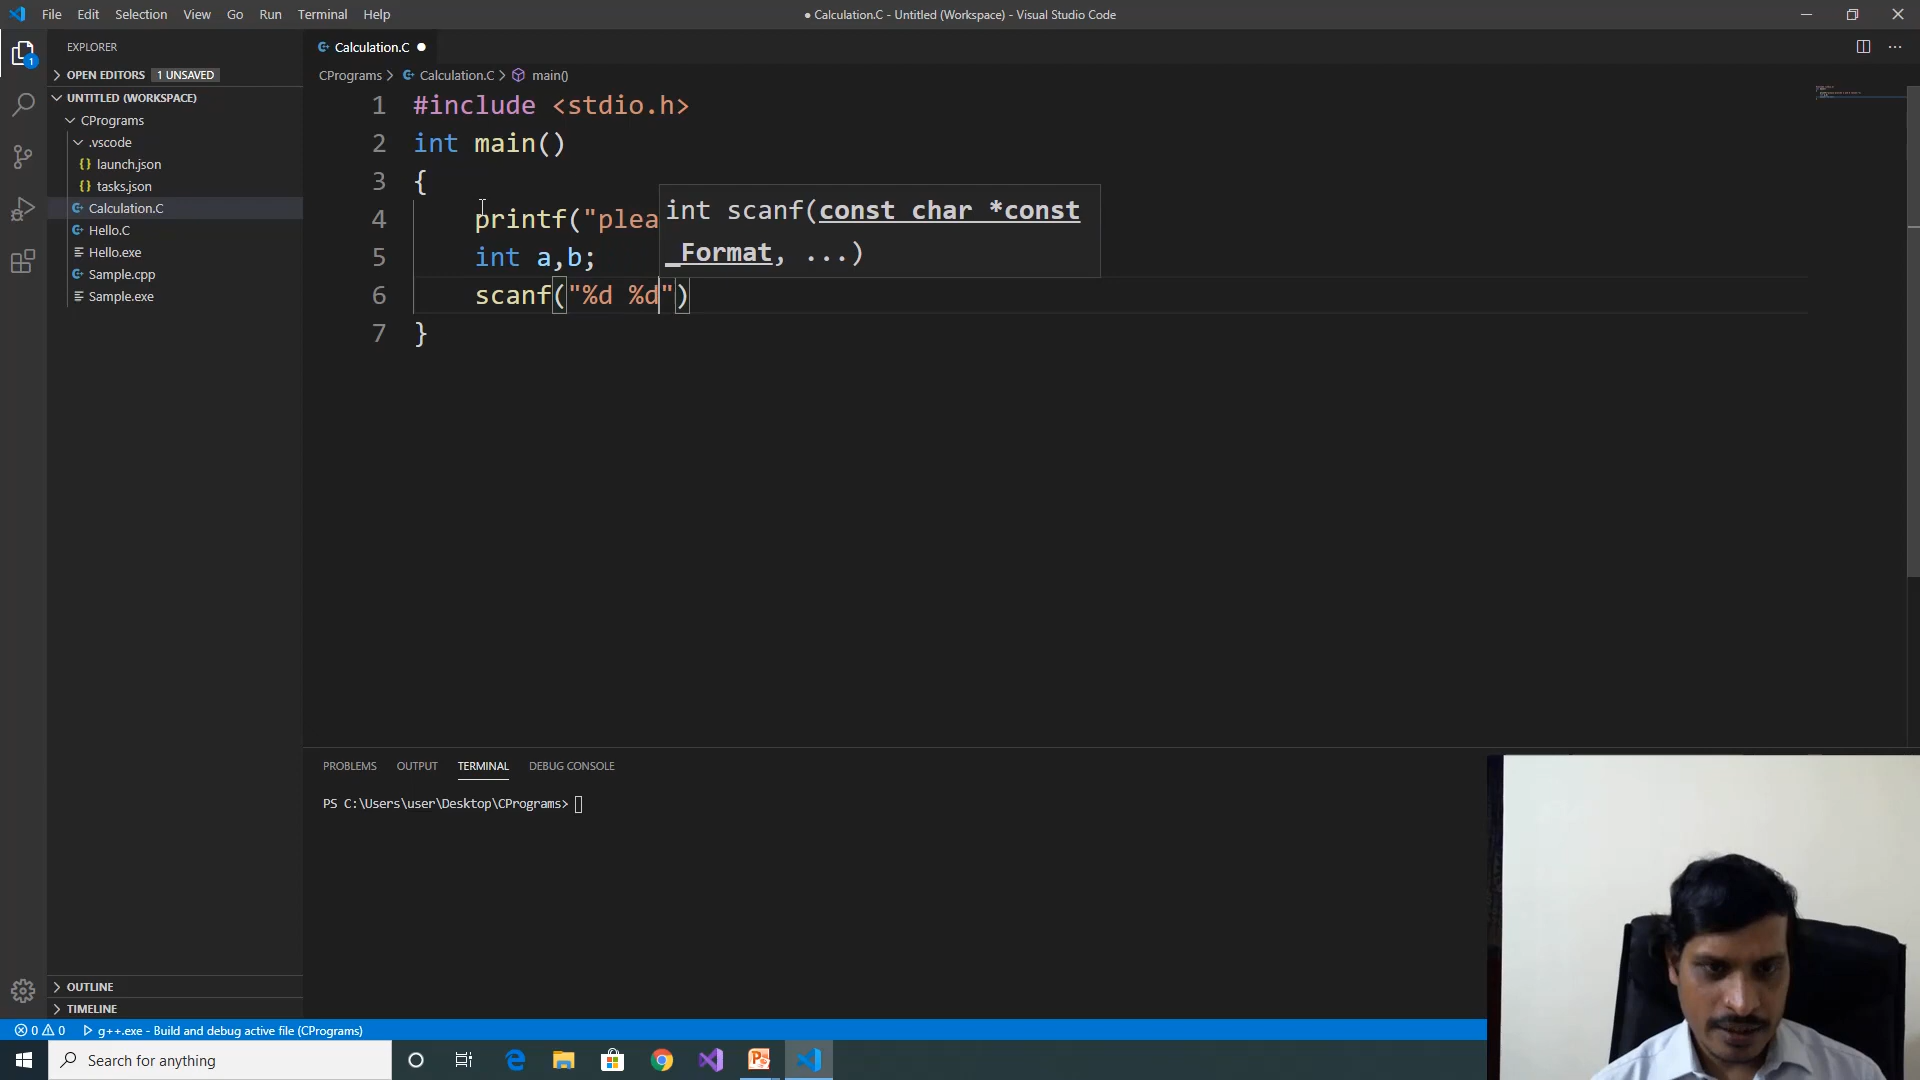 File Edit Selection View Go Run Terminal Help
● Calculation.C - Untitled (Workspace) - Visual Studio Code
EXPLORER
OPEN EDITORS 1 UNSAVED
UNTITLED (WORKSPACE)
CPrograms
.vscode
{} launch.json
{} tasks.json
Calculation.C
Hello.C
Hello.exe
Sample.cpp
Sample.exe
OUTLINE
TIMELINE
1
Calculation.C ●
CPrograms > Calculation.C > main()
1 #include <stdio.h>
2 int main()
3 {
4 printf("plea
5 int a,b;
6 scanf("%d %d")
7 }
int scanf(const char *const
_Format, ...)
PROBLEMS OUTPUT TERMINAL DEBUG CONSOLE
PS C:\Users\user\Desktop\CPrograms>
0 0 g++.exe - Build and debug active file (CPrograms)
Search for anything